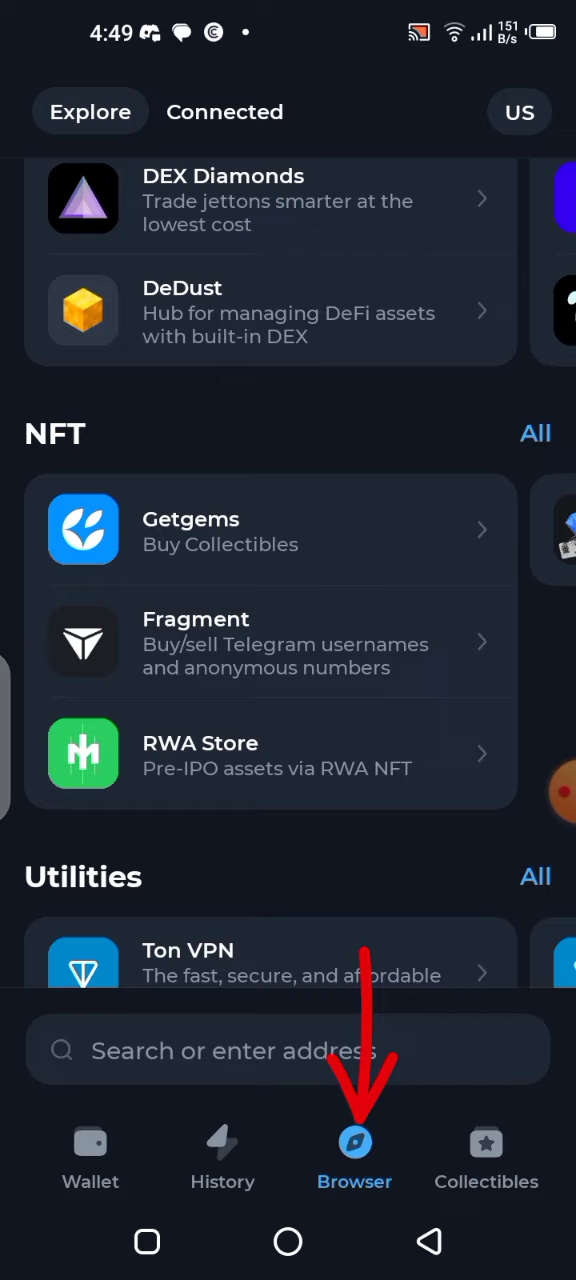 4:49
151
B/s
Explore
Connected
US
DEX Diamonds
Trade jettons smarter at the
lowest cost
DeDust
Hub for managing DeFi assets
with built-in DEX
NFT
All
Getgems
Buy Collectibles
Fragment
Buy/sell Telegram usernames
and anonymous numbers
RWA Store
Pre-IPO assets via RWA NFT
Utilities
All
Ton VPN
The fast, secure, and affordable
Search or enter address
Wallet
History
Browser
Collectibles